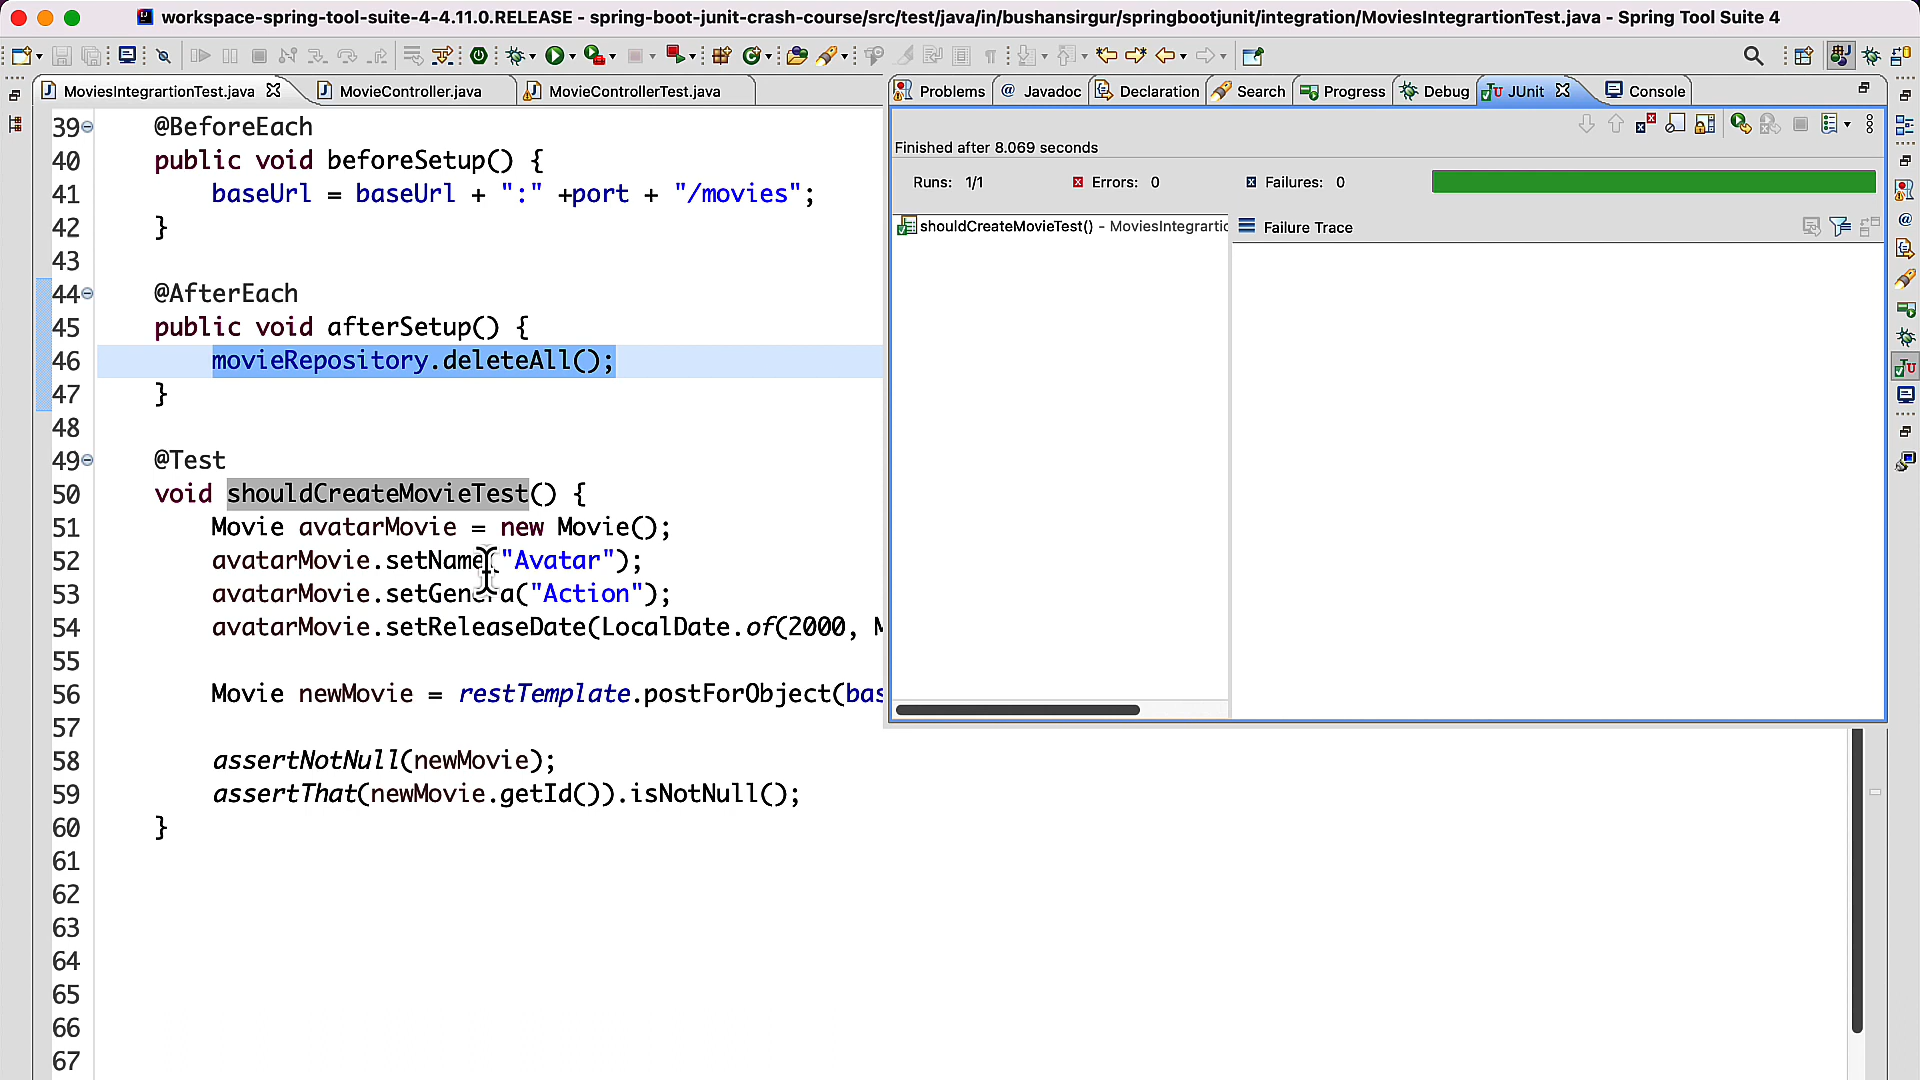 workspace-spring-tool-suite-4-4.11.0.RELEASE - spring-boot-junit-crash-course/src/test/java/in/bushansirgur/springbootjunit/integration/MoviesIntegrartionTest.java - Spring Tool Suite 4
MoviesIntegrartionTest.java
MovieController.java
MovieControllerTest.java
39 @BeforeEach
40 public void beforeSetup() {
41 baseUrl = baseUrl + ":" +port + "/movies";
42 }
43
44 @AfterEach
45 public void afterSetup() {
46 movieRepository.deleteAll();
47 }
48
49 @Test
50 void shouldCreateMovieTest() {
51 Movie avatarMovie = new Movie();
52 avatarMovie.setName("Avatar");
53 avatarMovie.setGenera("Action");
54 avatarMovie.setReleaseDate(LocalDate.of(2000, M
55
56 Movie newMovie = restTemplate.postForObject(bas
57
58 assertNotNull(newMovie);
59 assertThat(newMovie.getId()).isNotNull();
60 }
61
62
63
64
65
66
67
Problems
@ Javadoc
Declaration
Search
Progress
Debug
JUnit
Console
Finished after 8.069 seconds
Runs: 1/1
Errors: 0
Failures: 0
shouldCreateMovieTest() - MoviesIntegrartio
Failure Trace